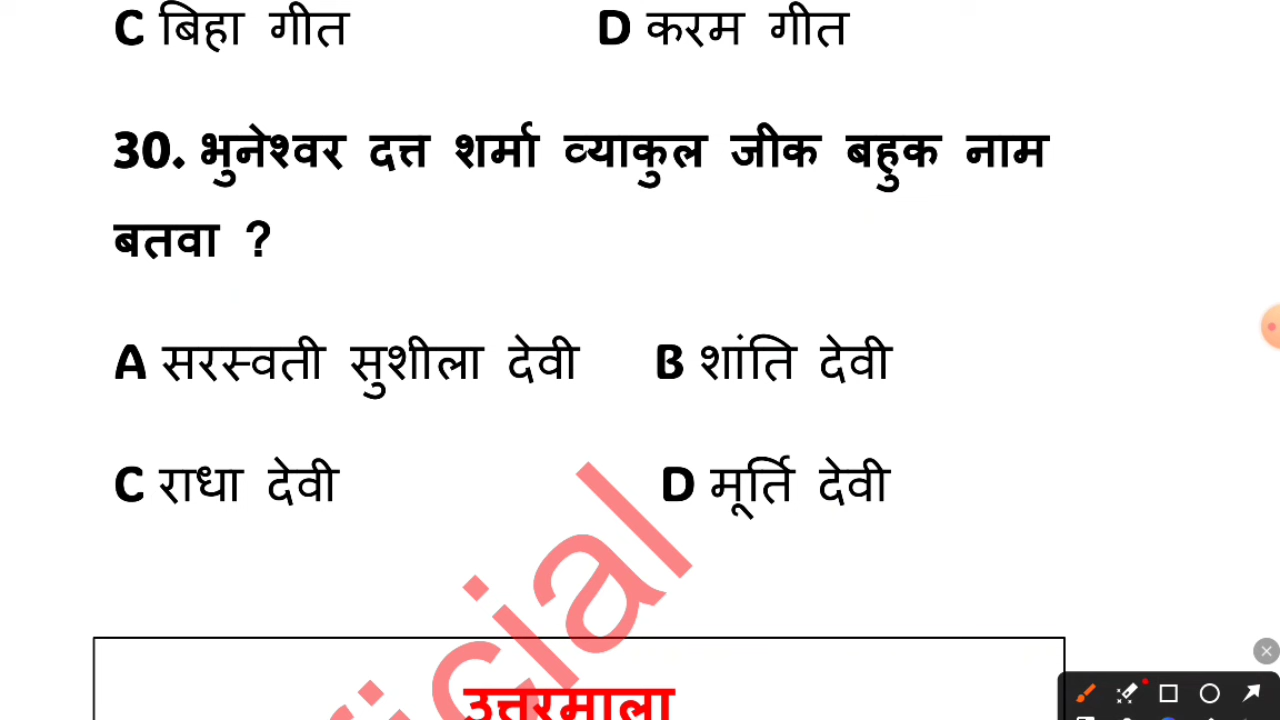 C बिहा गीत D करम गीत
30. भुनेश्वर दत्त शर्मा व्याकुल जीक बहुक नाम
बतवा ?
A सरस्वती सुशीला देवी B शांति देवी
C राधा देवी D मूर्ति देवी
उत्तरमाला